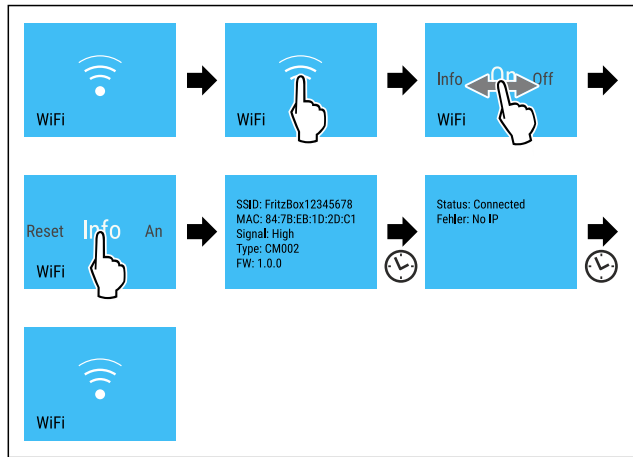 WiFi
WiFi
Info On Off
WiFi
Reset Info An
WiFi
SSID: FritzBox12345678
MAC: 84:7B:EB:1D:2D:C1
Signal: High
Type: CM002
FW: 1.0.0
Status: Connected
Fehler: No IP
WiFi